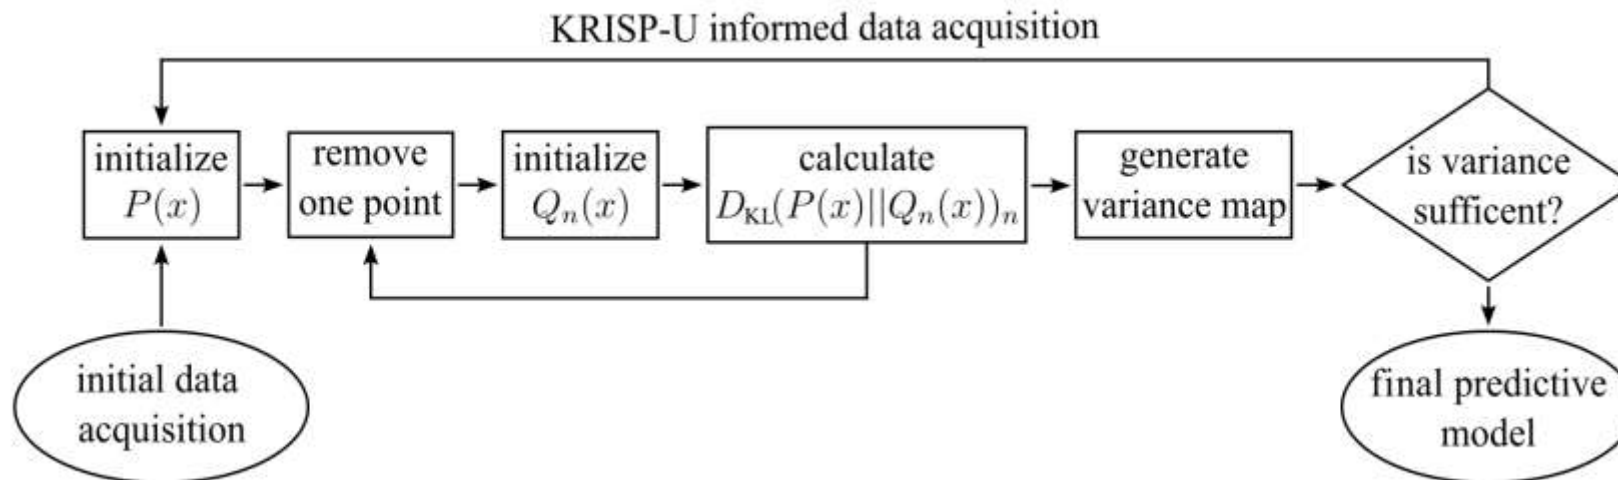 KRISP-U informed data acquisition
initialize
P(x)
remove
one point
initialize
Qₙ(x)
calculate
D_KL(P(x)||Qₙ(x))ₙ
generate
variance map
is variance
sufficent?
initial data
acquisition
final predictive
model